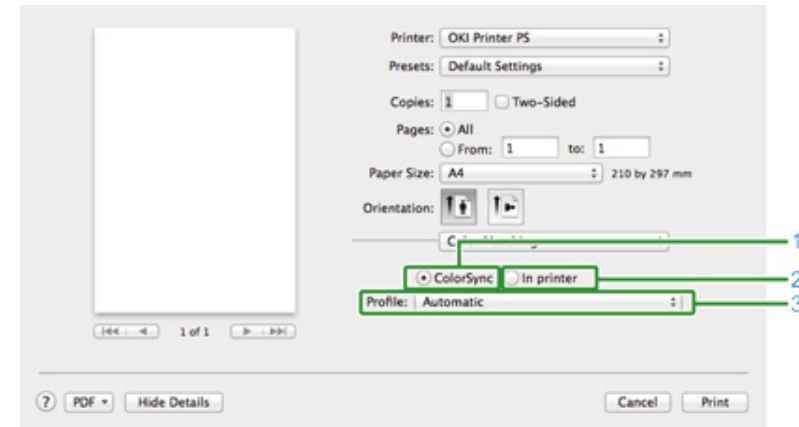 Printer: OKI Printer PS
Presets: Default Settings
Copies: 1 Two-Sided
Pages: All
From: 1 to: 1
Paper Size: A4 210 by 297 mm
Orientation:
1
ColorSync In printer 2
Profile: Automatic 3
1 of 1
? PDF Hide Details Cancel Print